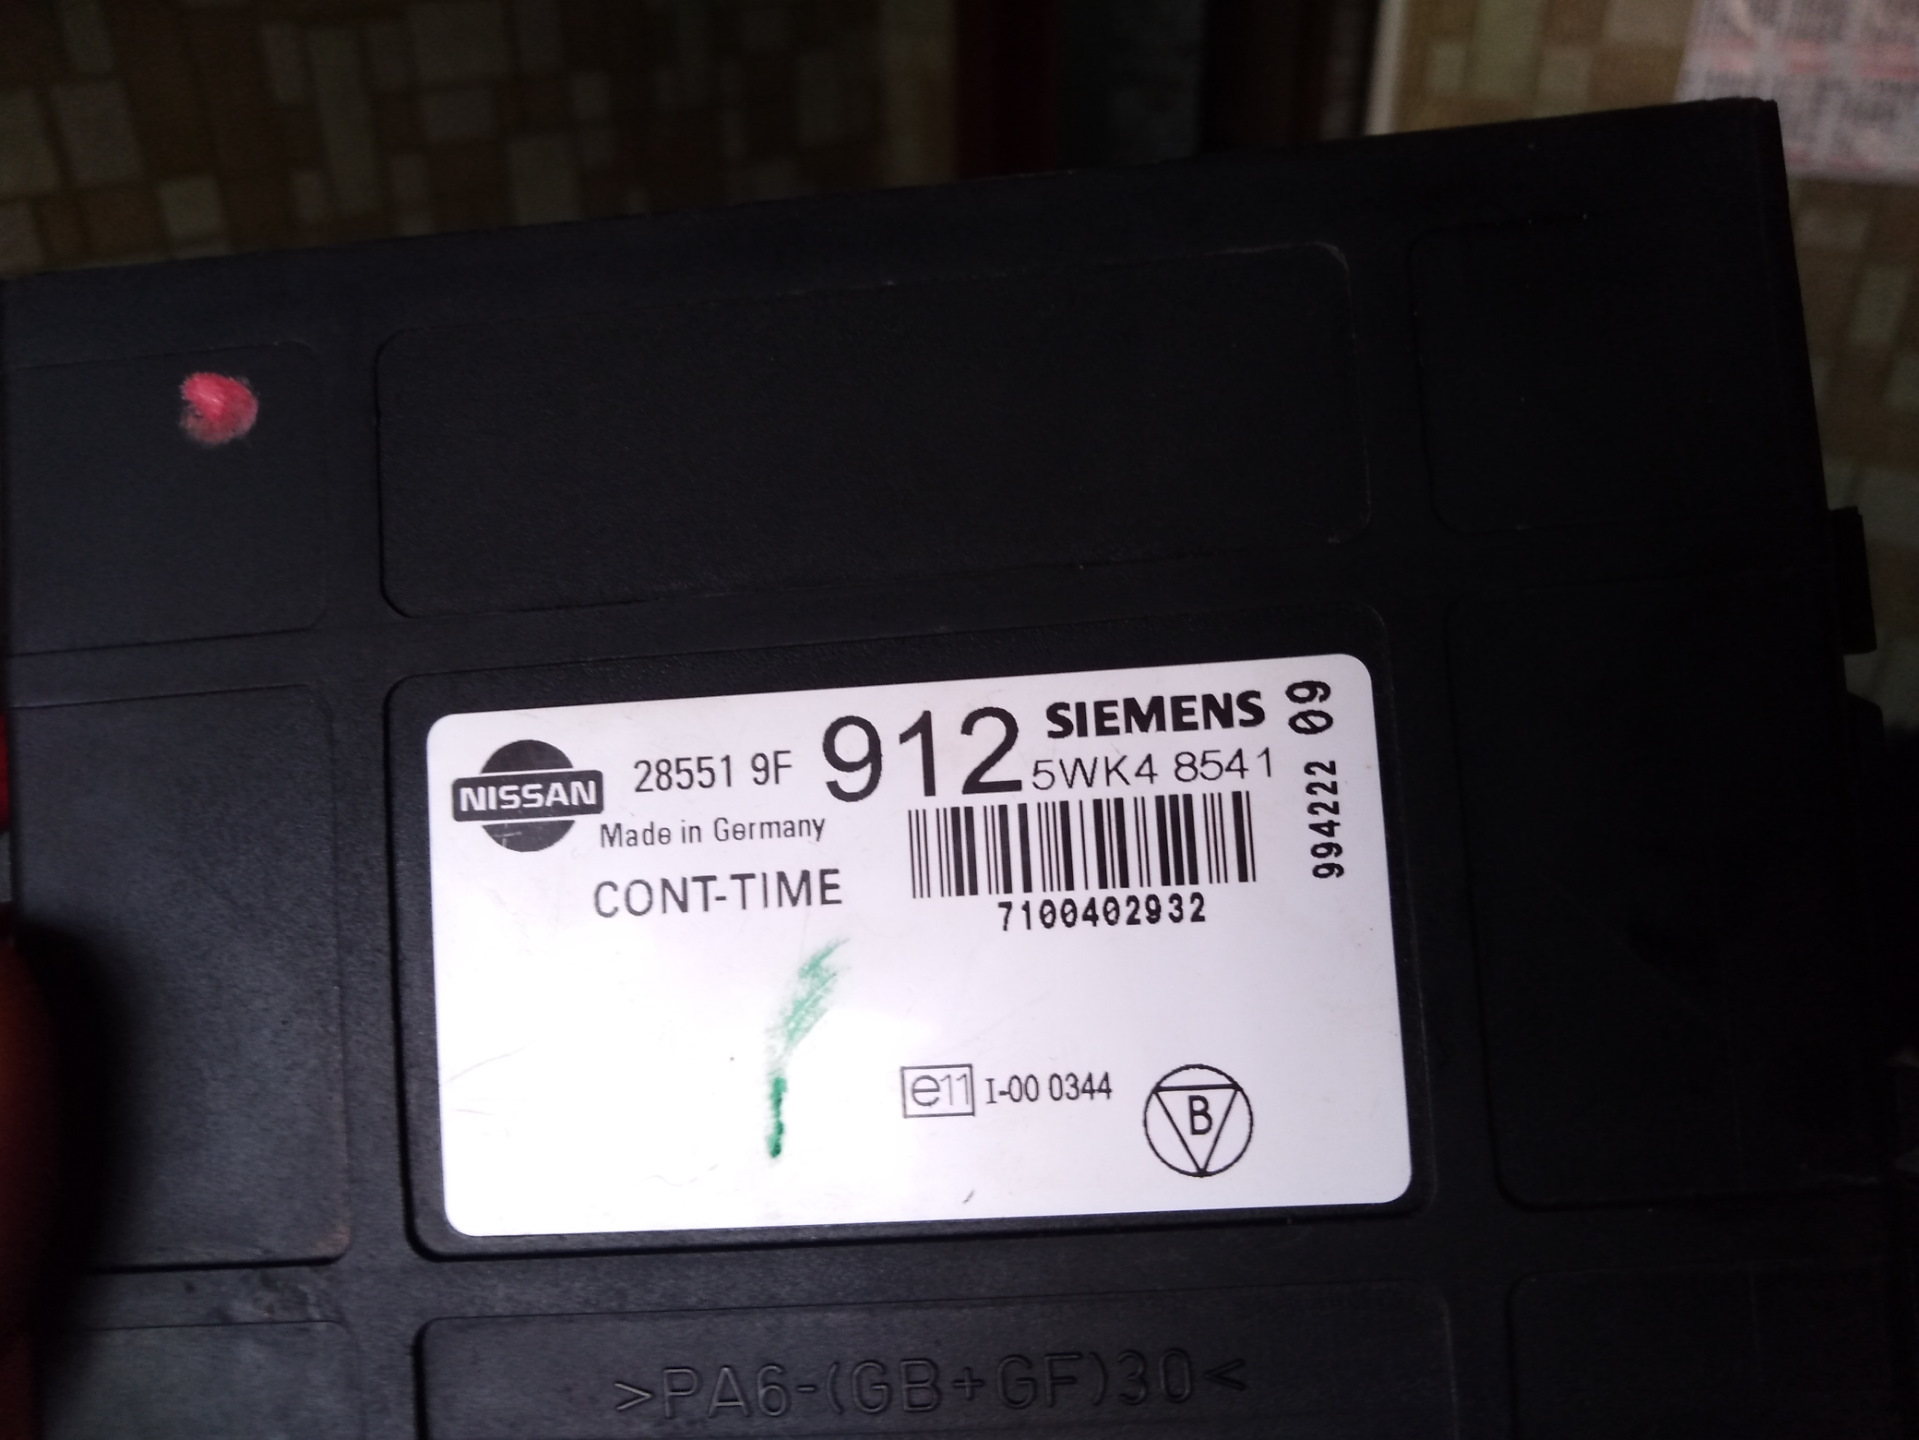 NISSAN
28551 9F 912
SIEMENS
5WK4 8541
Made in Germany
CONT-TIME
7100402932
994222 09
e11 I-00 0344
B
>PA6-(GB+GF)30<